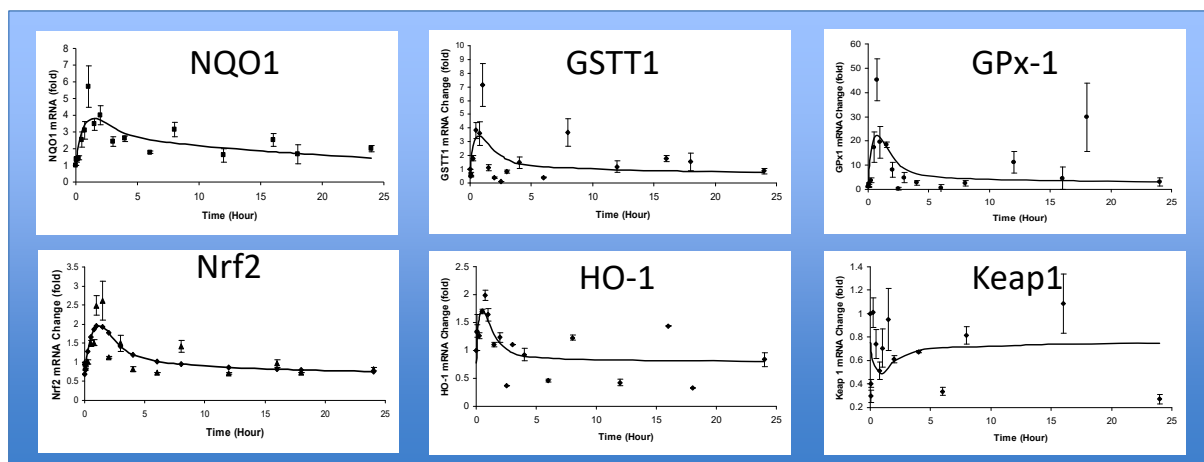 NQO1
NQO1 mRNA (fold)
8
7
6
5
4
3
2
1
0
0 5 10 15 20 25
Time (Hour)
GSTT1
GSTT1 mRNA Change (fold)
10
9
8
7
6
5
4
3
2
1
0
0 5 10 15 20 25
Time (Hour)
GPx-1
GPx1 mRNA Change (fold)
60
50
40
30
20
10
0
0 5 10 15 20 25
Time (Hour)
Nrf2
Nrf2 mRNA Change (fold)
3.5
3
2.5
2
1.5
1
0.5
0
0 5 10 15 20 25
Time (Hour)
HO-1
HO-1 mRNA Change (fold)
2.5
2
1.5
1
0.5
0
0 5 10 15 20 25
Time (Hour)
Keap1
Keap 1 mRNA Change (fold)
1.4
1.2
1
0.8
0.6
0.4
0.2
0 5 10 15 20 25
Time (Hour)